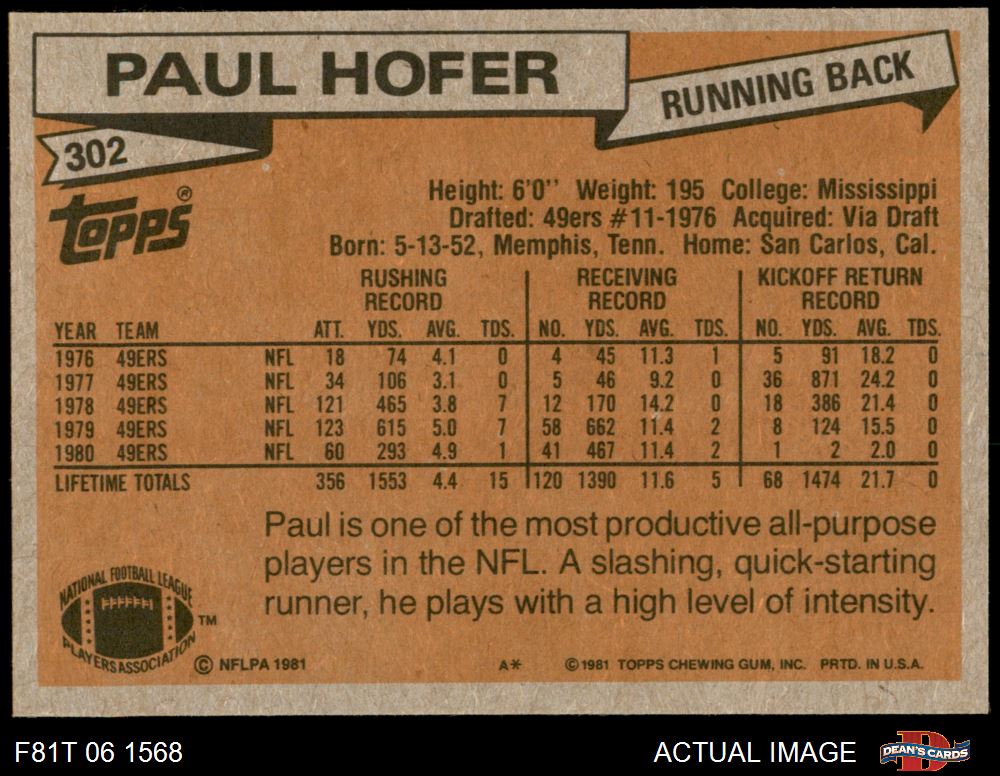 PAUL HOFER
RUNNING BACK
302
TOPPS®
Height: 6'0'' Weight: 195 College: Mississippi
Drafted: 49ers #11-1976 Acquired: Via Draft
Born: 5-13-52, Memphis, Tenn. Home: San Carlos, Cal.
RUSHING RECORD RECEIVING RECORD KICKOFF RETURN RECORD
YEAR TEAM ATT. YDS. AVG. TDS. NO. YDS. AVG. TDS. NO. YDS. AVG. TDS.
1976 49ERS NFL 18 74 4.1 0 4 45 11.3 1 5 91 18.2 0
1977 49ERS NFL 34 106 3.1 0 5 46 9.2 0 36 871 24.2 0
1978 49ERS NFL 121 465 3.8 7 12 170 14.2 0 18 386 21.4 0
1979 49ERS NFL 123 615 5.0 7 58 662 11.4 2 8 124 15.5 0
1980 49ERS NFL 60 293 4.9 1 41 467 11.4 2 1 2 2.0 0
LIFETIME TOTALS 356 1553 4.4 15 120 1390 11.6 5 68 1474 21.7 0
Paul is one of the most productive all-purpose
players in the NFL. A slashing, quick-starting
runner, he plays with a high level of intensity.
NATIONAL FOOTBALL LEAGUE
PLAYERS ASSOCIATION
TM
© NFLPA 1981 A* © 1981 TOPPS CHEWING GUM, INC. PRTD. IN U.S.A.
F81T 06 1568 ACTUAL IMAGE DEAN'S CARDS